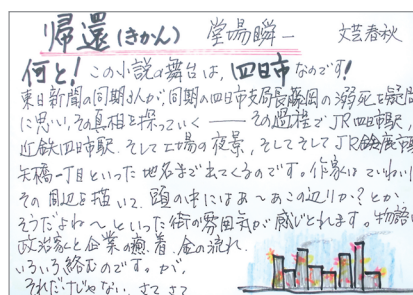 帰還(きかん) 堂場瞬一 文芸春秋
何と!この小説の舞台は、四日市なのです!
東日新聞の同期3人が、同期の四日市支局長藤岡の溺死を疑問
に思い、その真相を探っていく――その過程でJR四日市駅、
近鉄四日市駅、そして工場の夜景、そしてそしてJR
矢橋一丁目といった地名まで出てくるのです。作家はていねいに
その周辺を描いて、頭の中にはあ〜あこの辺りか?とか、
そうだよね〜といった街の雰囲気が感じとれます。物語は
政治家と企業の癒着、金の流れ、
いろいろ絡むのです。が、
それだけじゃない、さてさて